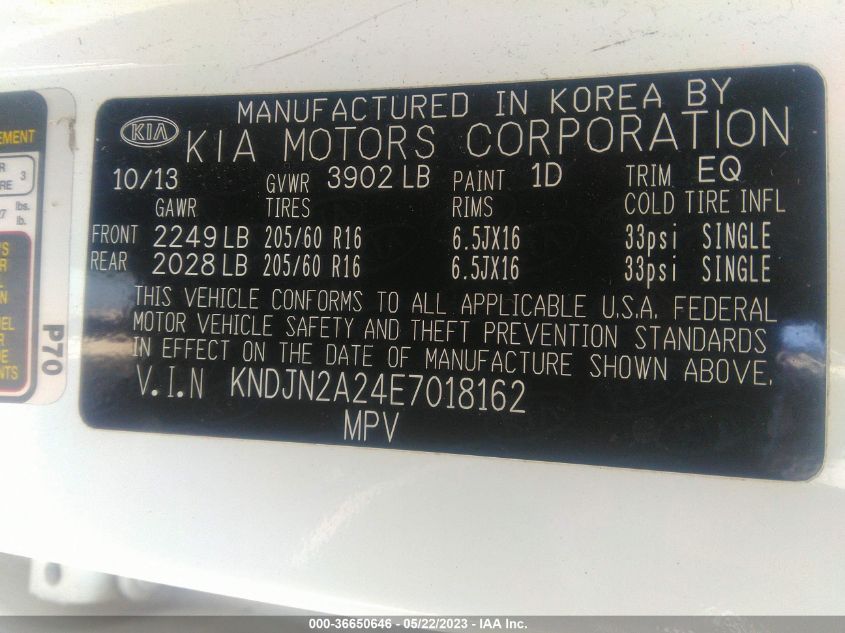 MANUFACTURED IN KOREA BY
KIA KIA MOTORS CORPORATION
10/13 GVWR 3902 LB PAINT 1D TRIM EQ
GAWR TIRES RIMS COLD TIRE INFL
FRONT 2249 LB 205/60 R16 6.5JX16 33psi SINGLE
REAR 2028 LB 205/60 R16 6.5JX16 33psi SINGLE
THIS VEHICLE CONFORMS TO ALL APPLICABLE U.S.A. FEDERAL
MOTOR VEHICLE SAFETY AND THEFT PREVENTION STANDARDS
IN EFFECT ON THE DATE OF MANUFACTURE SHOWN ABOVE.
V.I.N KNDJN2A24E7018162
MPV
P70
3
lbs.
lb.
000-36650646 - 05/22/2023 - IAA Inc.